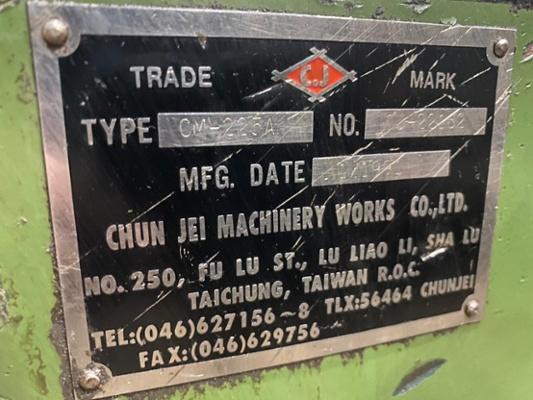 TRADE C.J MARK
TYPE CM-225A NO.
MFG. DATE
CHUN JEI MACHINERY WORKS CO.,LTD.
NO.250, FU LU ST., LU LIAO LI, SHA LU
TAICHUNG, TAIWAN R.O.C.
TEL:(046)627156~8 TLX:56464 CHUNJEI
FAX:(046)629756